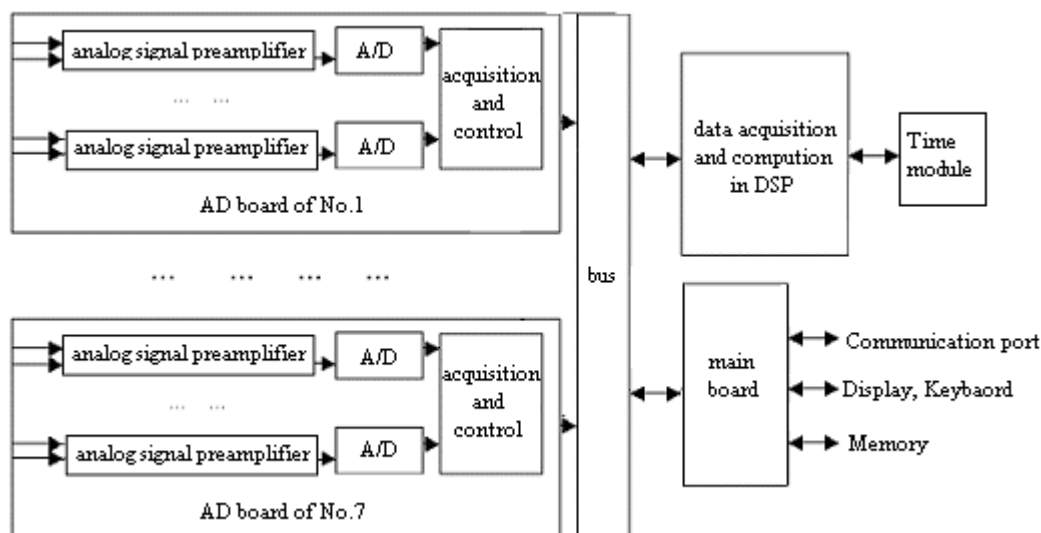 analog signal preamplifier
A/D
... ...
analog signal preamplifier
A/D
acquisition
and
control
AD board of No.1
... ... ... ...
analog signal preamplifier
A/D
... ...
analog signal preamplifier
A/D
acquisition
and
control
AD board of No.7
bus
data acquisition
and compution
in DSP
Time
module
main
board
Communication port
Display, Keybaord
Memory